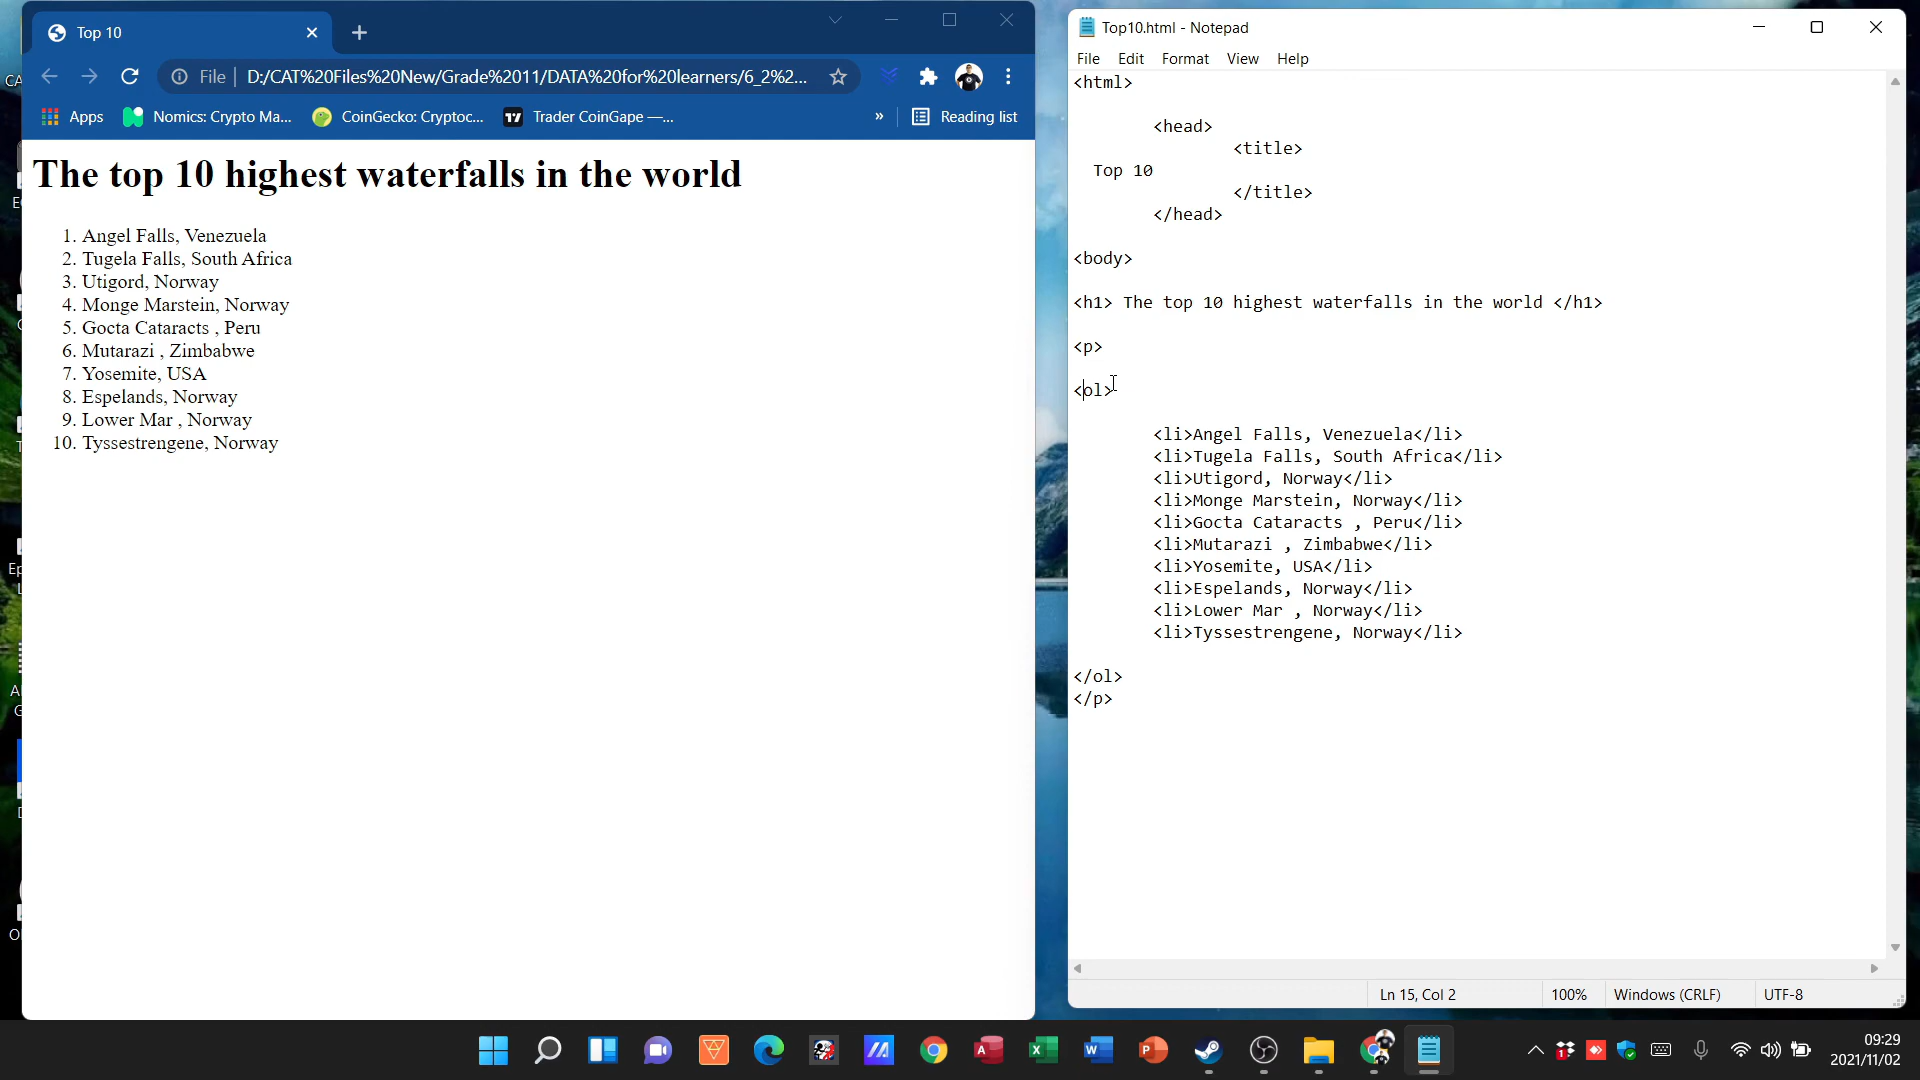 Top 10
File
D:/CAT%20Files%20New/Grade%2011/DATA%20for%20learners/6_2%2...
Apps
Nomics: Crypto Ma...
CoinGecko: Cryptoc...
Trader CoinGape —...
»
Reading list
The top 10 highest waterfalls in the world
1. Angel Falls, Venezuela
2. Tugela Falls, South Africa
3. Utigord, Norway
4. Monge Marstein, Norway
5. Gocta Cataracts , Peru
6. Mutarazi , Zimbabwe
7. Yosemite, USA
8. Espelands, Norway
9. Lower Mar , Norway
10. Tyssestrengene, Norway
Top10.html - Notepad
File Edit Format View Help
<html>
<head>
<title>
Top 10
</title>
</head>
<body>
<h1> The top 10 highest waterfalls in the world </h1>
<p>
<ol>
<li>Angel Falls, Venezuela</li>
<li>Tugela Falls, South Africa</li>
<li>Utigord, Norway</li>
<li>Monge Marstein, Norway</li>
<li>Gocta Cataracts , Peru</li>
<li>Mutarazi , Zimbabwe</li>
<li>Yosemite, USA</li>
<li>Espelands, Norway</li>
<li>Lower Mar , Norway</li>
<li>Tyssestrengene, Norway</li>
</ol>
</p>
Ln 15, Col 2
100%
Windows (CRLF)
UTF-8
09:29
2021/11/02